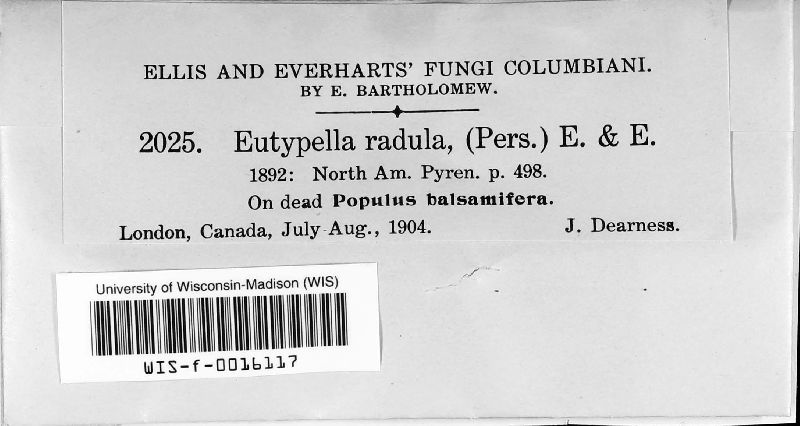 ELLIS AND EVERHARTS' FUNGI COLUMBIANI.
BY E. BARTHOLOMEW.
2025. Eutypella radula, (Pers.) E. & E.
1892: North Am. Pyren. p. 498.
On dead Populus balsamifera.
London, Canada, July-Aug., 1904. J. Dearness.
University of Wisconsin-Madison (WIS)
WIS-f-0016117